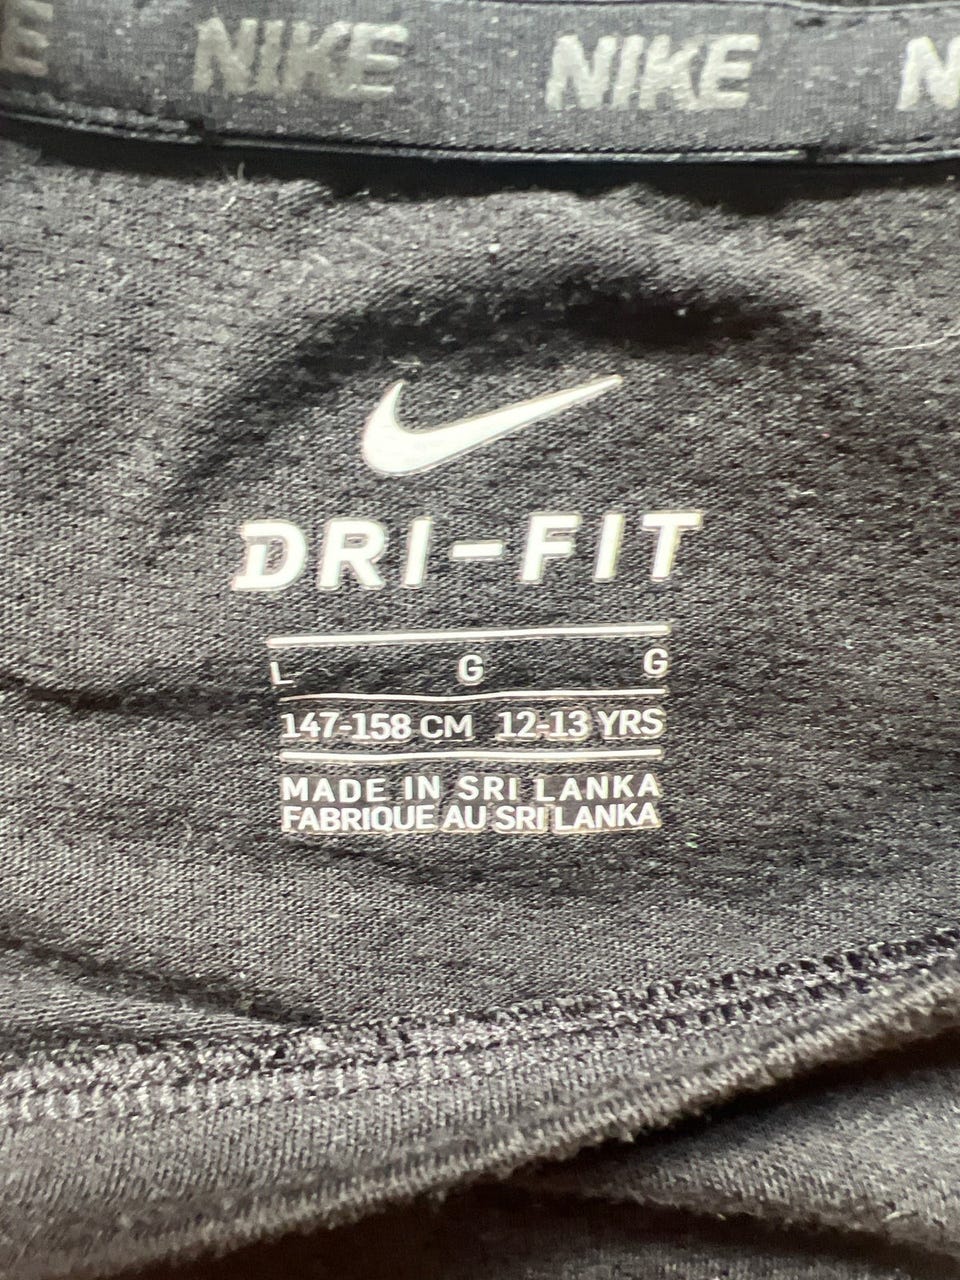 E NIKE NIKE N
DRI-FIT
L G G
147-158 CM 12-13 YRS
MADE IN SRI LANKA
FABRIQUE AU SRI LANKA